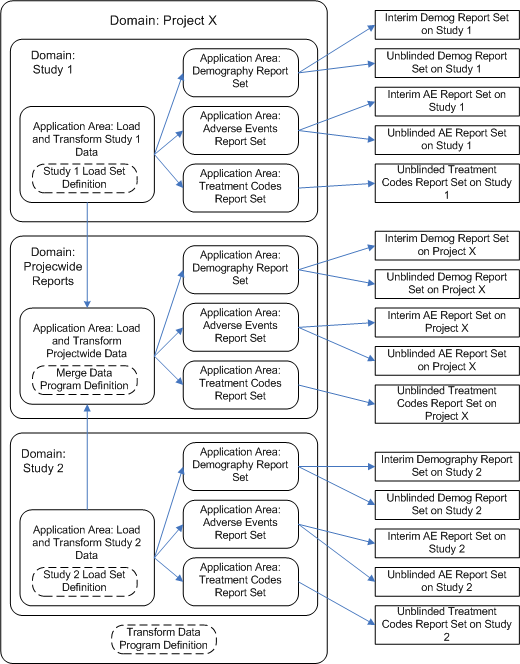 Domain: Project X
Domain:
Study 1
Application Area: Load
and Transform Study 1
Data
Study 1 Load Set
Definition
Application Area:
Demography Report
Set
Application Area:
Adverse Events
Report Set
Application Area:
Treatment Codes
Report Set
Interim Demog Report Set
on Study 1
Unblinded Demog Report
Set on Study 1
Interim AE Report Set on
Study 1
Unblinded AE Report Set on
Study 1
Unblinded Treatment
Codes Report Set on Study
1
Domain:
Projecwide
Reports
Application Area: Load
and Transform
Projectwide Data
Merge Data
Program Definition
Application Area:
Demography Report
Set
Application Area:
Adverse Events
Report Set
Application Area:
Treatment Codes
Report Set
Interim Demog Report Set
on Project X
Unblinded Demog Report
Set on Project X
Interim AE Report Set on
Project X
Unblinded AE Report Set on
Project X
Unblinded Treatment
Codes Report Set on
Project X
Domain:
Study 2
Application Area: Load
and Transform Study 2
Data
Study 2 Load Set
Definition
Application Area:
Demography Report
Set
Application Area:
Adverse Events
Report Set
Application Area:
Treatment Codes
Report Set
Interim Demography Report
Set on Study 2
Unblinded Demog Report
Set on Study 2
Interim AE Report Set on
Study 2
Unblinded AE Report Set
on Study 2
Unblinded Treatment
Codes Report Set on Study
2
Transform Data
Program Definition